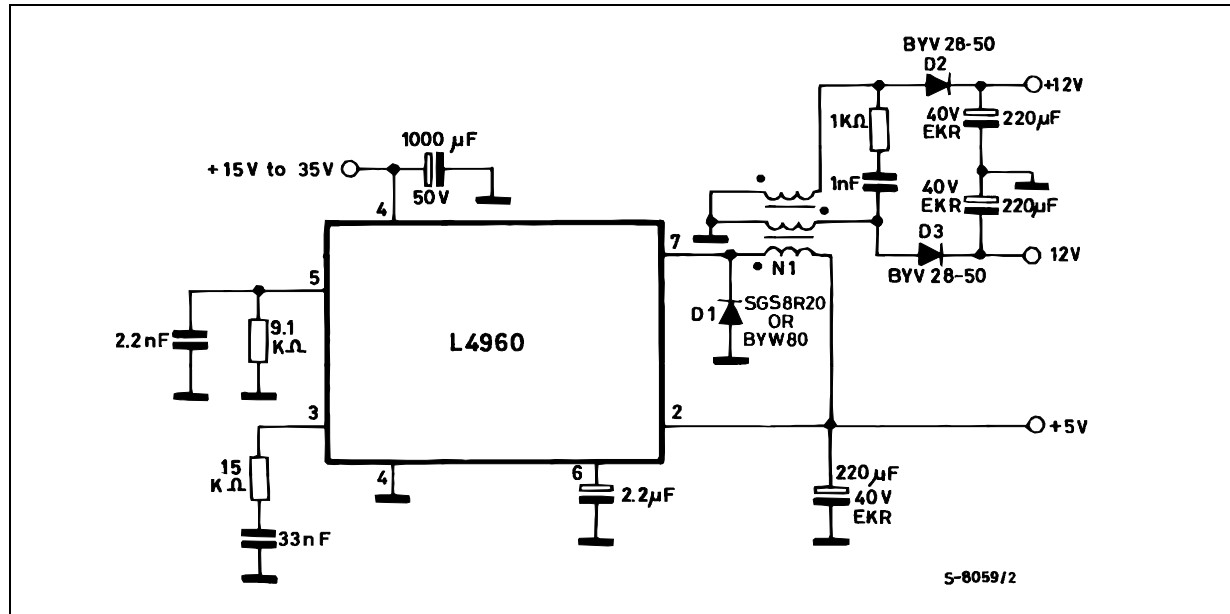 BYV 28-50
D2
+12V
40V
EKR
220µF
1KΩ
1nF
40V
EKR
220µF
D3
12V
BYV 28-50
1000 µF
+15V to 35V
50V
4
7
N1
5
D1
SGS8R20
OR
BYW80
2.2nF
9.1
KΩ
L4960
3
2
+5V
15
KΩ
4
6
2.2µF
220µF
40V
EKR
33nF
S-8059/2